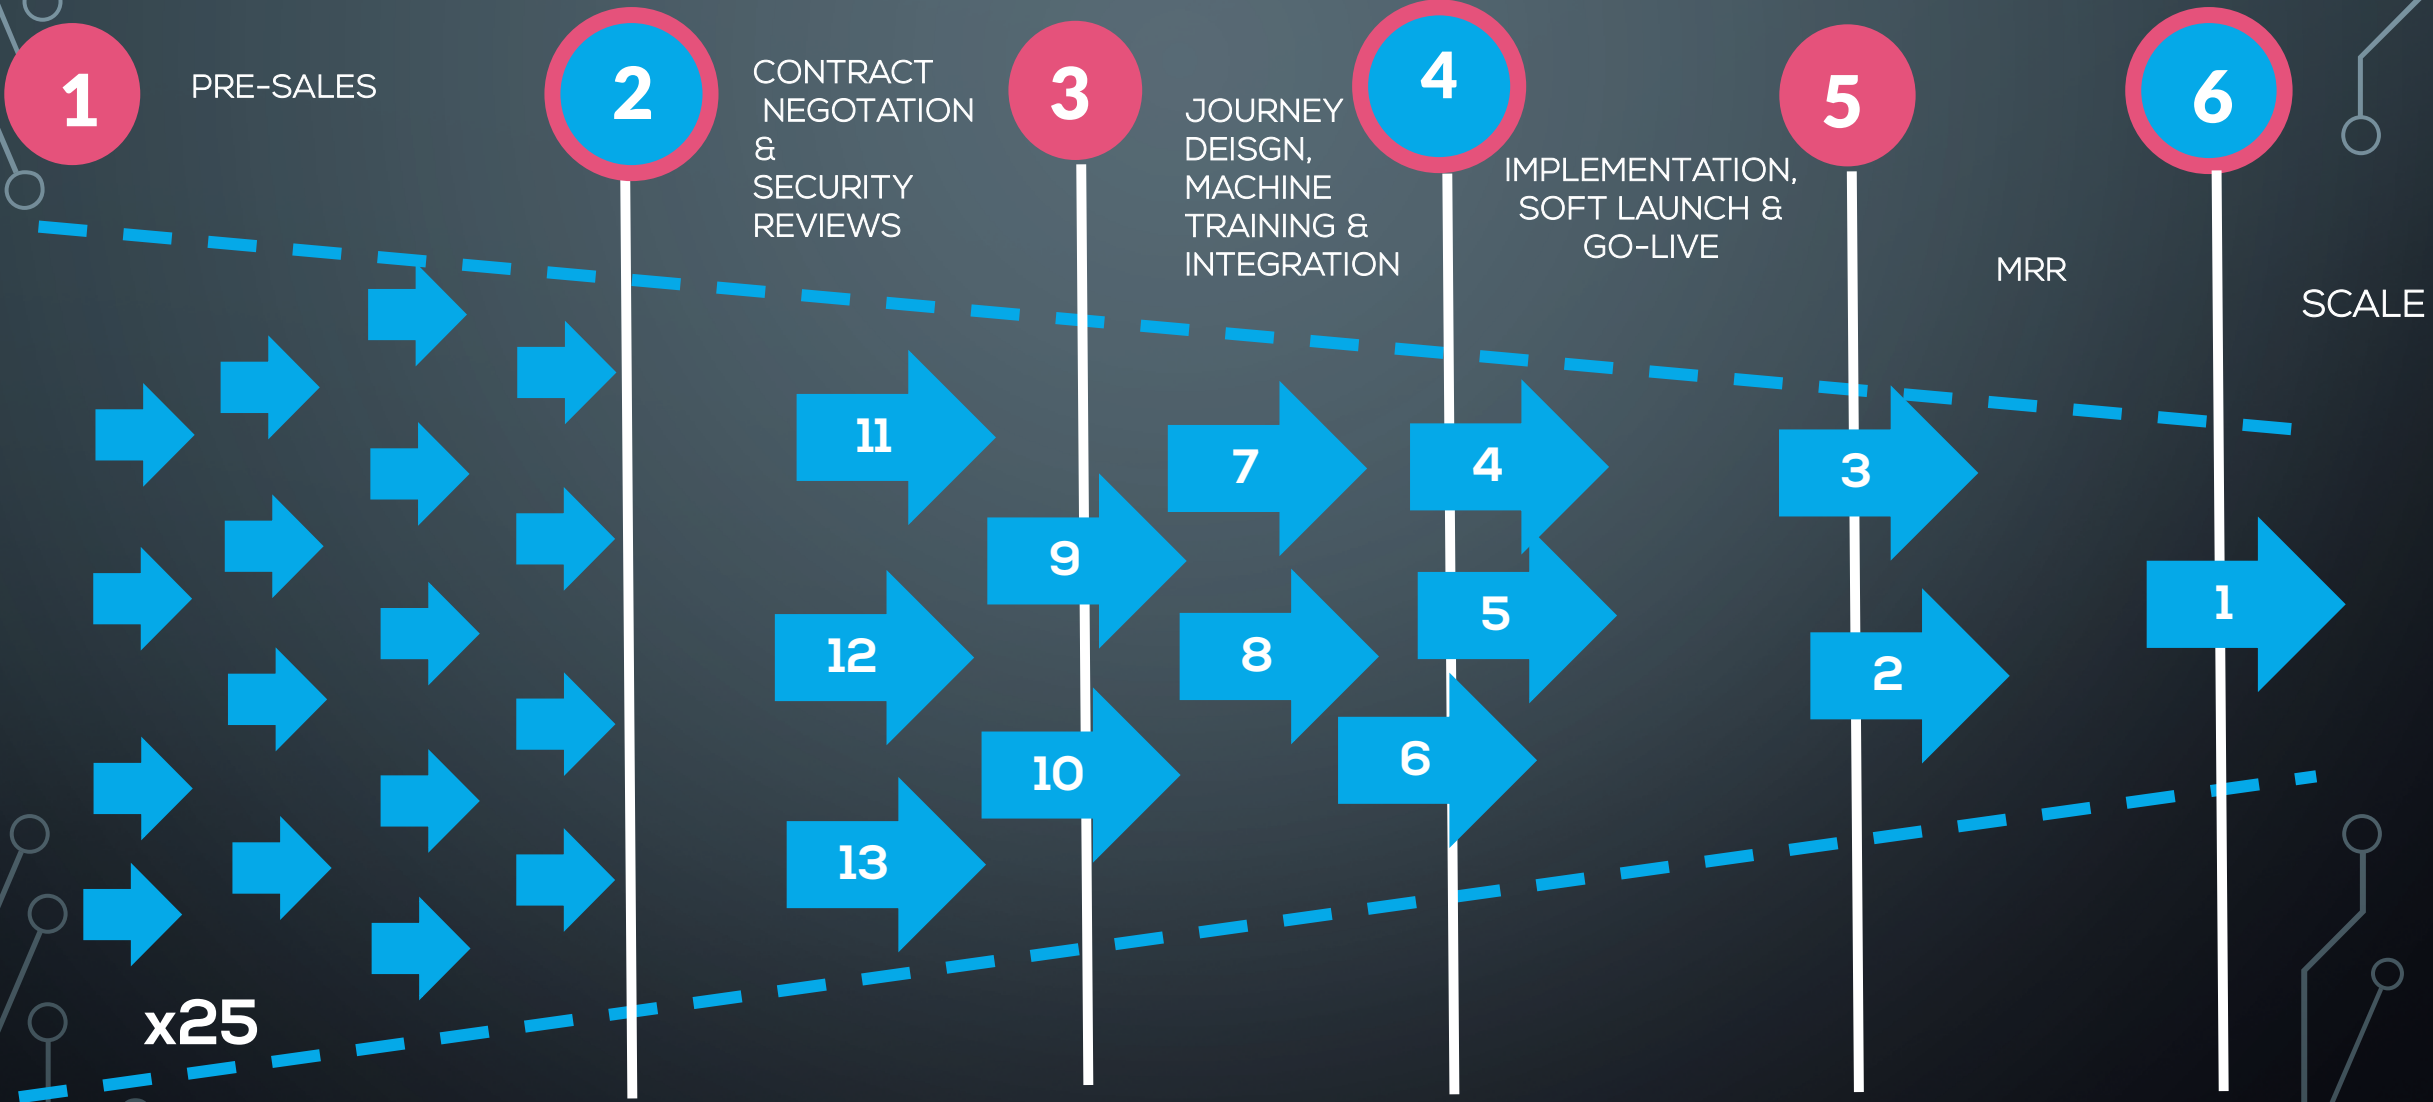 1
PRE-SALES
2
CONTRACT
NEGOTATION
&
SECURITY
REVIEWS
3
JOURNEY
DEISGN,
MACHINE
TRAINING &
INTEGRATION
4
IMPLEMENTATION,
SOFT LAUNCH &
GO-LIVE
5
MRR
6
SCALE
11
12
13
9
10
7
8
4
5
6
3
2
1
x25